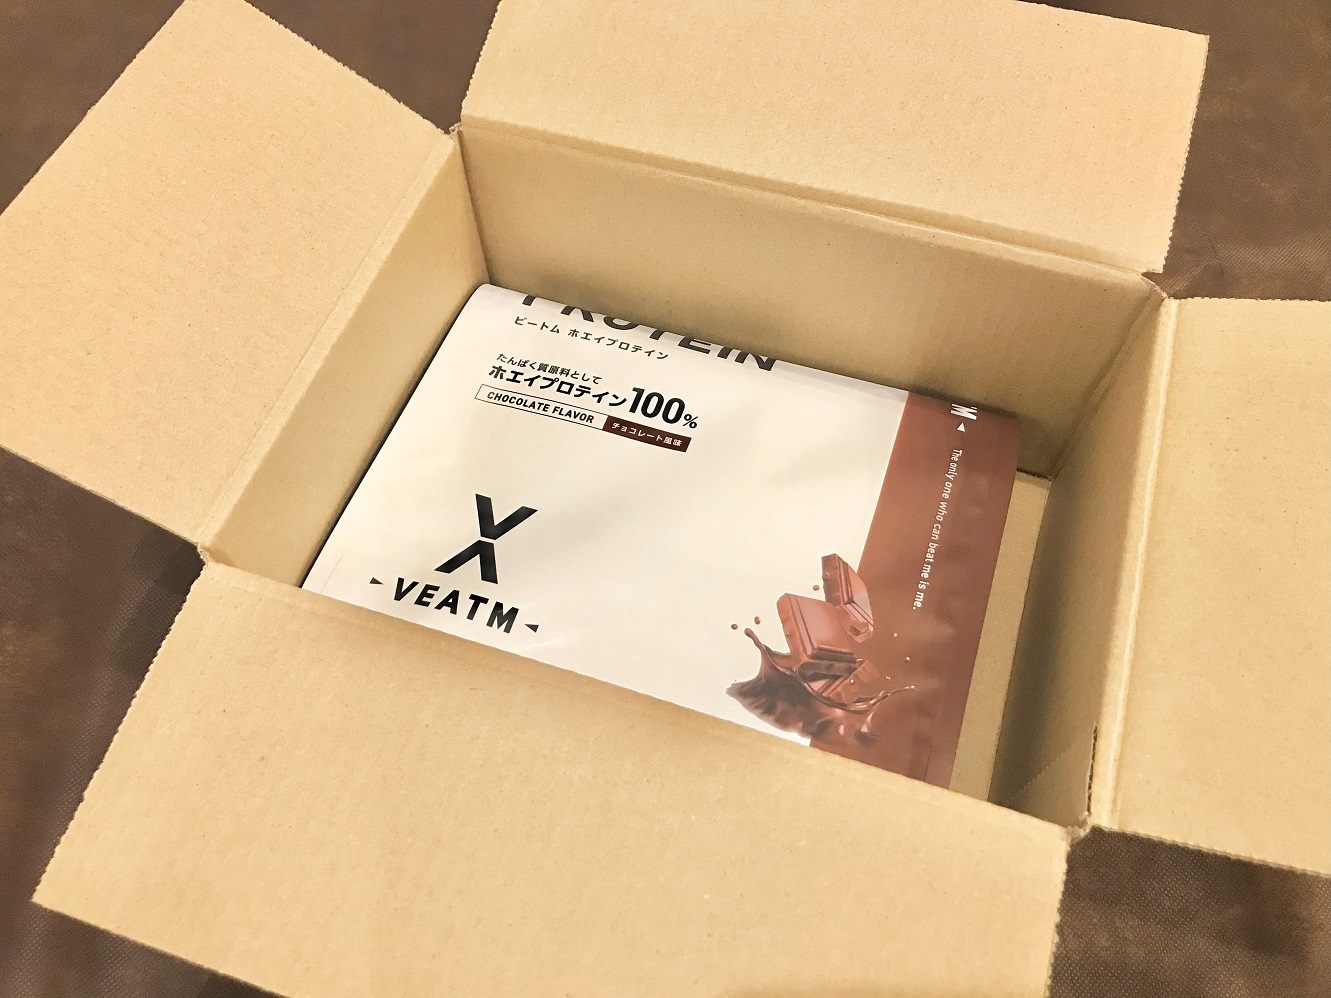 PROTEIN
ビートム ホエイプロテイン
たんぱく質原料として
ホエイプロテイン100%
CHOCOLATE FLAVOR チョコレート風味
VEATM
M
The only one who can beat me is me.